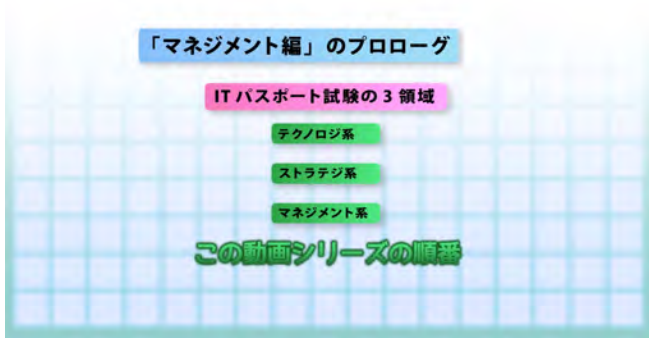 「マネジメント編」のプロローグ
ITパスポート試験の3領域
テクノロジ系
ストラテジ系
マネジメント系
この動画シリーズの順番